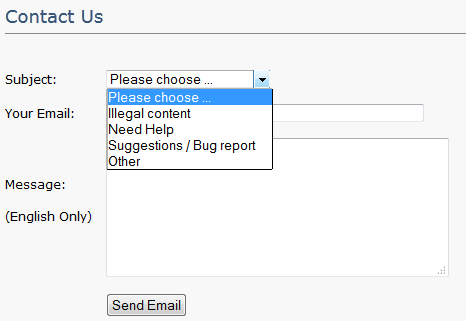 Contact Us
Subject:
Please choose ...
Please choose ...
Illegal content
Need Help
Suggestions / Bug report
Other
Your Email:
Message:
(English Only)
Send Email